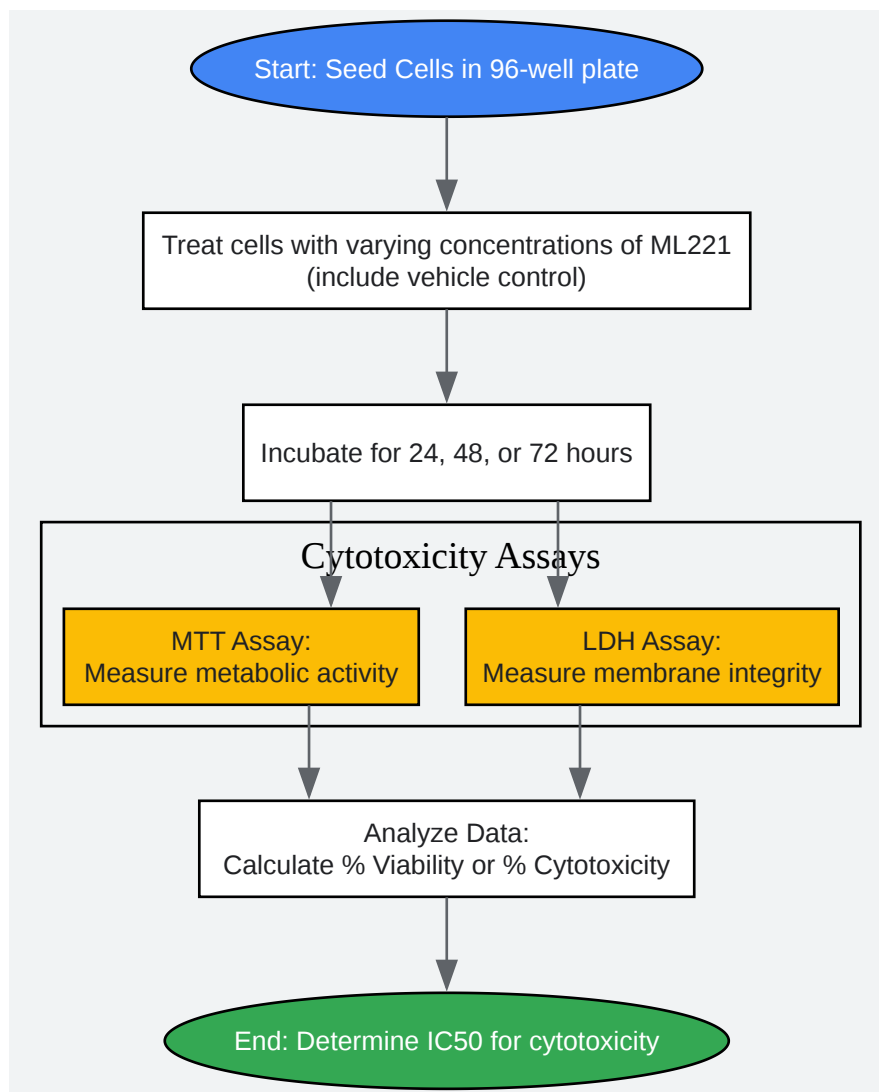 Start: Seed Cells in 96-well plate
Treat cells with varying concentrations of ML221
(include vehicle control)
Incubate for 24, 48, or 72 hours
Cytotoxicity Assays
MTT Assay:
Measure metabolic activity
LDH Assay:
Measure membrane integrity
Analyze Data:
Calculate % Viability or % Cytotoxicity
End: Determine IC50 for cytotoxicity